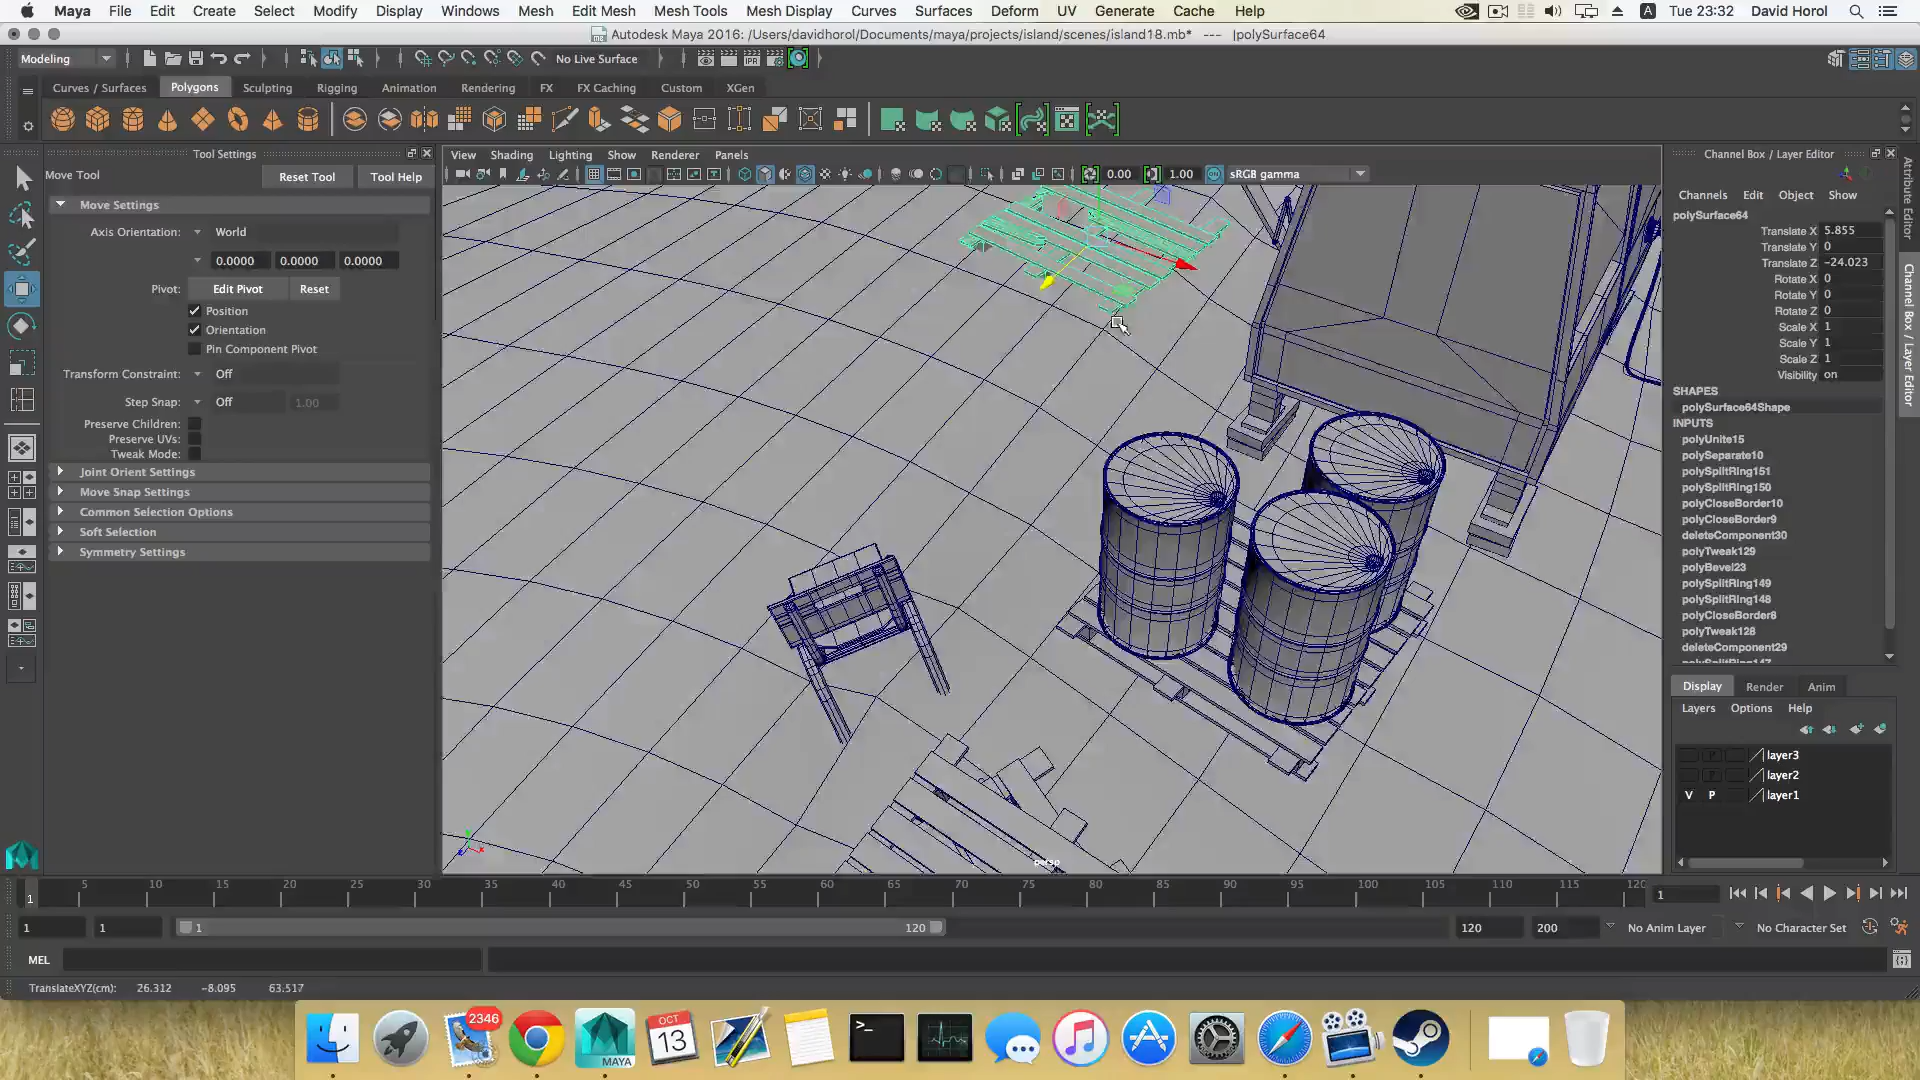 Maya File Edit Create Select Modify Display Windows Mesh Edit Mesh Mesh Tools Mesh Display Curves Surfaces Deform UV Generate Cache Help A Tue 23:32 David Horol
Autodesk Maya 2016: /Users/davidhorol/Documents/maya/projects/island/scenes/island18.mb* --- |polySurface64
Modeling No Live Surface IPR
Curves / Surfaces Polygons Sculpting Rigging Animation Rendering FX FX Caching Custom XGen
Tool Settings
Move Tool Reset Tool Tool Help
Move Settings
Axis Orientation: World
0.0000 0.0000 0.0000
Pivot: Edit Pivot Reset
Position
Orientation
Pin Component Pivot
Transform Constraint: Off
Step Snap: Off 1.00
Preserve Children:
Preserve UVs:
Tweak Mode:
Joint Orient Settings
Move Snap Settings
Common Selection Options
Soft Selection
Symmetry Settings
View Shading Lighting Show Renderer Panels
0.00 1.00 sRGB gamma
persp
Channel Box / Layer Editor
Channels Edit Object Show
polySurface64
Translate X 5.855
Translate Y 0
Translate Z -24.023
Rotate X 0
Rotate Y 0
Rotate Z 0
Scale X 1
Scale Y 1
Scale Z 1
Visibility on
SHAPES
polySurface64Shape
INPUTS
polyUnite15
polySeparate10
polySplitRing151
polySplitRing150
polyCloseBorder10
polyCloseBorder9
deleteComponent30
polyTweak129
polyBevel23
polySplitRing149
polySplitRing148
polyCloseBorder8
polyTweak128
deleteComponent29
polySplitRing147
Display Render Anim
Layers Options Help
P layer3
P layer2
V P layer1
Attribute Editor
Channel Box / Layer Editor
5 10 15 20 25 30 35 40 45 50 55 60 65 70 75 80 85 90 95 100 105 110 115 120
1 1
1 1 1 120 120 200 No Anim Layer No Character Set
MEL
TranslateXYZ(cm): 26.312 -8.095 63.517
2346 MAYA OCT 13